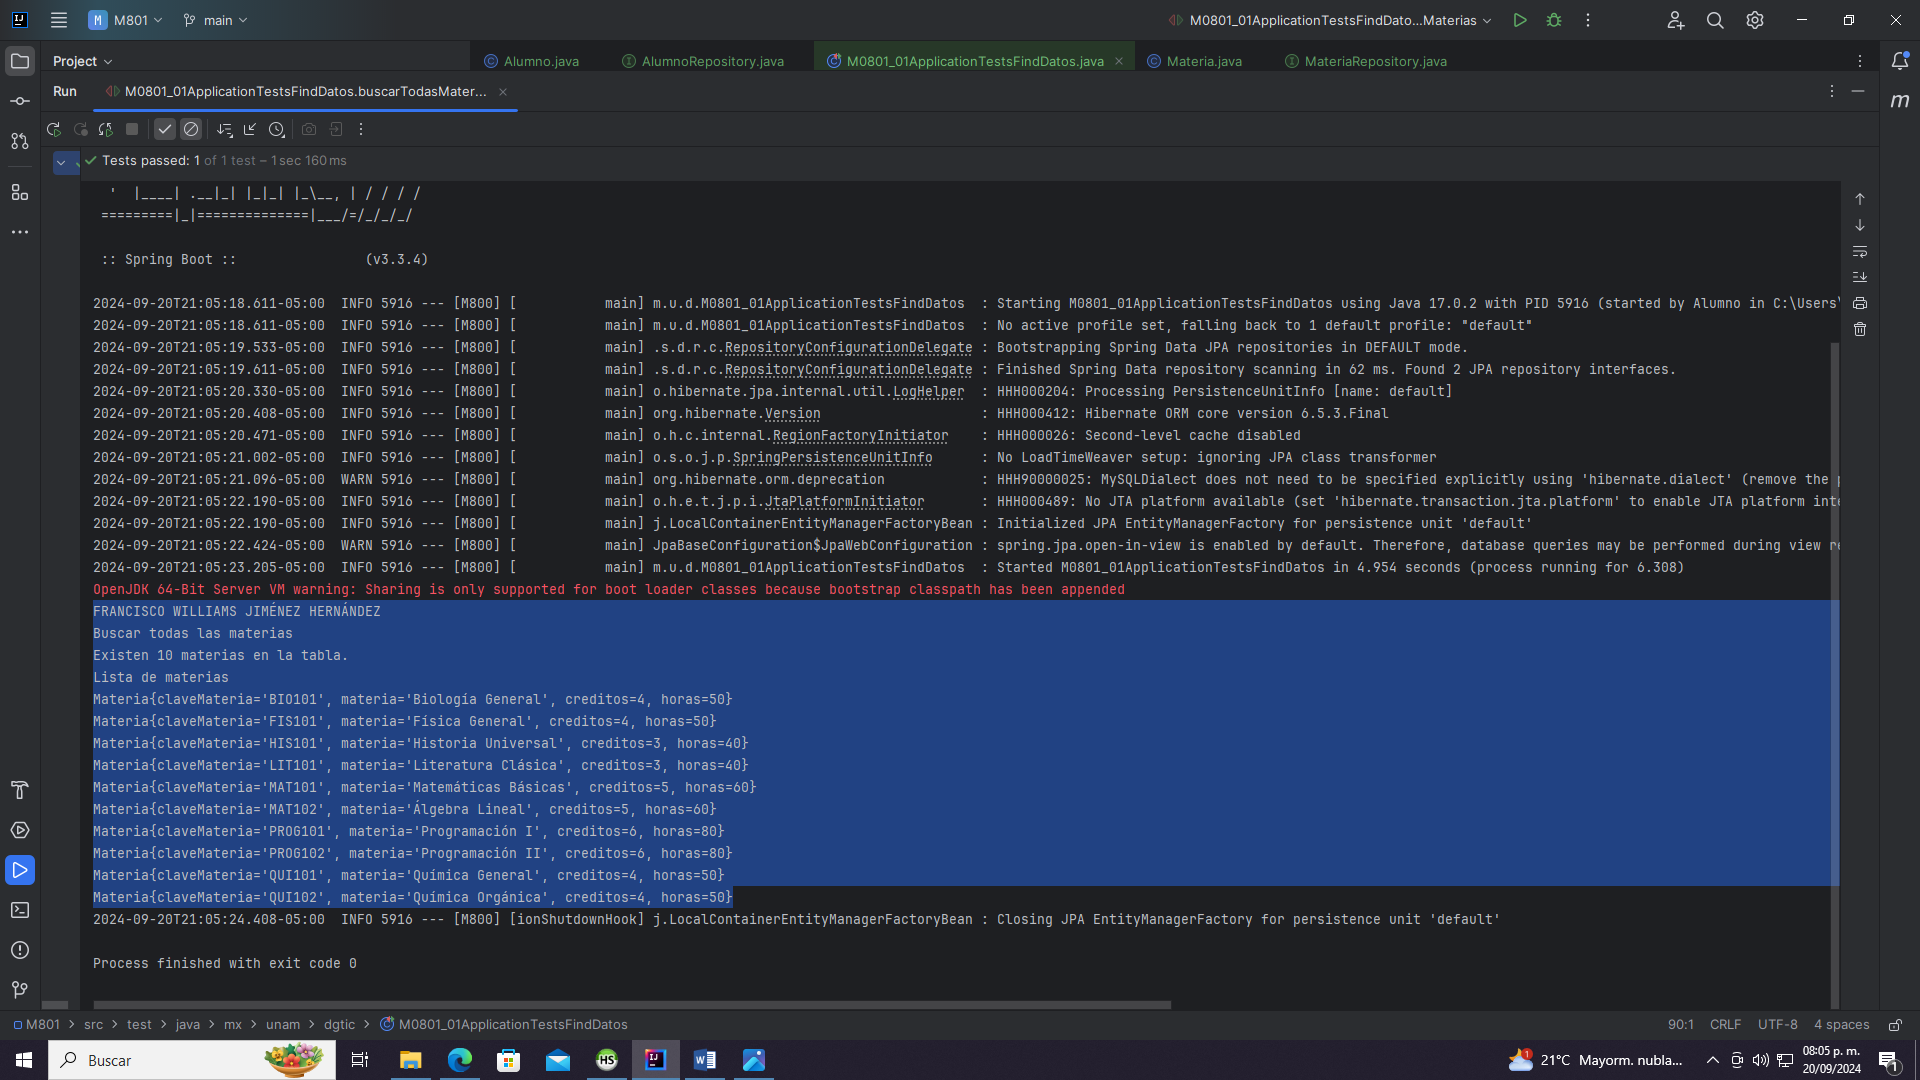 M M801 main M0801_01ApplicationTestsFindDato...Materias
Project Alumno.java AlumnoRepository.java M0801_01ApplicationTestsFindDatos.java Materia.java MateriaRepository.java
Run M0801_01ApplicationTestsFindDatos.buscarTodasMater...
Tests passed: 1 of 1 test – 1 sec 160 ms
'  |____| .__|_| |_|_| |_\__, | / / / /
=========|_|==============|___/=/_/_/_/
:: Spring Boot ::                (v3.3.4)
2024-09-20T21:05:18.611-05:00  INFO 5916 --- [M800] [           main] m.u.d.M0801_01ApplicationTestsFindDatos  : Starting M0801_01ApplicationTestsFindDatos using Java 17.0.2 with PID 5916 (started by Alumno in C:\Users\
2024-09-20T21:05:18.611-05:00  INFO 5916 --- [M800] [           main] m.u.d.M0801_01ApplicationTestsFindDatos  : No active profile set, falling back to 1 default profile: "default"
2024-09-20T21:05:19.533-05:00  INFO 5916 --- [M800] [           main] .s.d.r.c.RepositoryConfigurationDelegate : Bootstrapping Spring Data JPA repositories in DEFAULT mode.
2024-09-20T21:05:19.611-05:00  INFO 5916 --- [M800] [           main] .s.d.r.c.RepositoryConfigurationDelegate : Finished Spring Data repository scanning in 62 ms. Found 2 JPA repository interfaces.
2024-09-20T21:05:20.330-05:00  INFO 5916 --- [M800] [           main] o.hibernate.jpa.internal.util.LogHelper  : HHH000204: Processing PersistenceUnitInfo [name: default]
2024-09-20T21:05:20.408-05:00  INFO 5916 --- [M800] [           main] org.hibernate.Version                    : HHH000412: Hibernate ORM core version 6.5.3.Final
2024-09-20T21:05:20.471-05:00  INFO 5916 --- [M800] [           main] o.h.c.internal.RegionFactoryInitiator    : HHH000026: Second-level cache disabled
2024-09-20T21:05:21.002-05:00  INFO 5916 --- [M800] [           main] o.s.o.j.p.SpringPersistenceUnitInfo      : No LoadTimeWeaver setup: ignoring JPA class transformer
2024-09-20T21:05:21.096-05:00  WARN 5916 --- [M800] [           main] org.hibernate.orm.deprecation            : HHH90000025: MySQLDialect does not need to be specified explicitly using 'hibernate.dialect' (remove the p
2024-09-20T21:05:22.190-05:00  INFO 5916 --- [M800] [           main] o.h.e.t.j.p.i.JtaPlatformInitiator       : HHH000489: No JTA platform available (set 'hibernate.transaction.jta.platform' to enable JTA platform inte
2024-09-20T21:05:22.190-05:00  INFO 5916 --- [M800] [           main] j.LocalContainerEntityManagerFactoryBean : Initialized JPA EntityManagerFactory for persistence unit 'default'
2024-09-20T21:05:22.424-05:00  WARN 5916 --- [M800] [           main] JpaBaseConfiguration$JpaWebConfiguration : spring.jpa.open-in-view is enabled by default. Therefore, database queries may be performed during view re
2024-09-20T21:05:23.205-05:00  INFO 5916 --- [M800] [           main] m.u.d.M0801_01ApplicationTestsFindDatos  : Started M0801_01ApplicationTestsFindDatos in 4.954 seconds (process running for 6.308)
OpenJDK 64-Bit Server VM warning: Sharing is only supported for boot loader classes because bootstrap classpath has been appended
FRANCISCO WILLIAMS JIMÉNEZ HERNÁNDEZ
Buscar todas las materias
Existen 10 materias en la tabla.
Lista de materias
Materia{claveMateria='BIO101', materia='Biología General', creditos=4, horas=50}
Materia{claveMateria='FIS101', materia='Física General', creditos=4, horas=50}
Materia{claveMateria='HIS101', materia='Historia Universal', creditos=3, horas=40}
Materia{claveMateria='LIT101', materia='Literatura Clásica', creditos=3, horas=40}
Materia{claveMateria='MAT101', materia='Matemáticas Básicas', creditos=5, horas=60}
Materia{claveMateria='MAT102', materia='Álgebra Lineal', creditos=5, horas=60}
Materia{claveMateria='PROG101', materia='Programación I', creditos=6, horas=80}
Materia{claveMateria='PROG102', materia='Programación II', creditos=6, horas=80}
Materia{claveMateria='QUI101', materia='Química General', creditos=4, horas=50}
Materia{claveMateria='QUI102', materia='Química Orgánica', creditos=4, horas=50}
2024-09-20T21:05:24.408-05:00  INFO 5916 --- [M800] [ionShutdownHook] j.LocalContainerEntityManagerFactoryBean : Closing JPA EntityManagerFactory for persistence unit 'default'
Process finished with exit code 0
M801 > src > test > java > mx > unam > dgtic > M0801_01ApplicationTestsFindDatos 90:1 CRLF UTF-8 4 spaces
Buscar 21°C Mayorm. nubla... 08:05 p. m.
20/09/2024